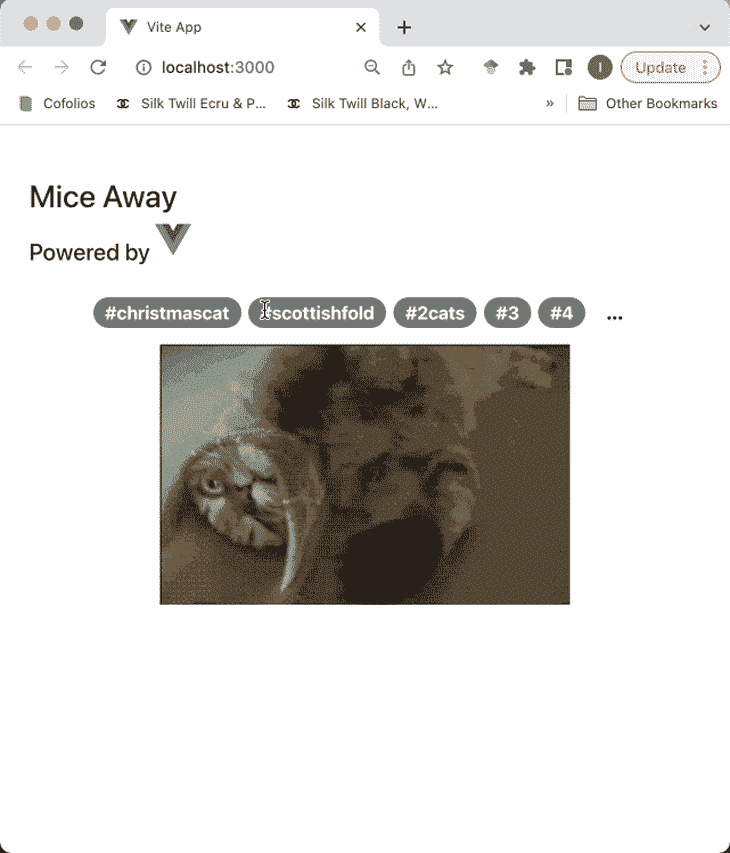 Vite App
localhost:3000
Update
Cofolios
Silk Twill Ecru & P...
Silk Twill Black, W...
»
Other Bookmarks
Mice Away
Powered by
#christmascat
#scottishfold
#2cats
#3
#4
...